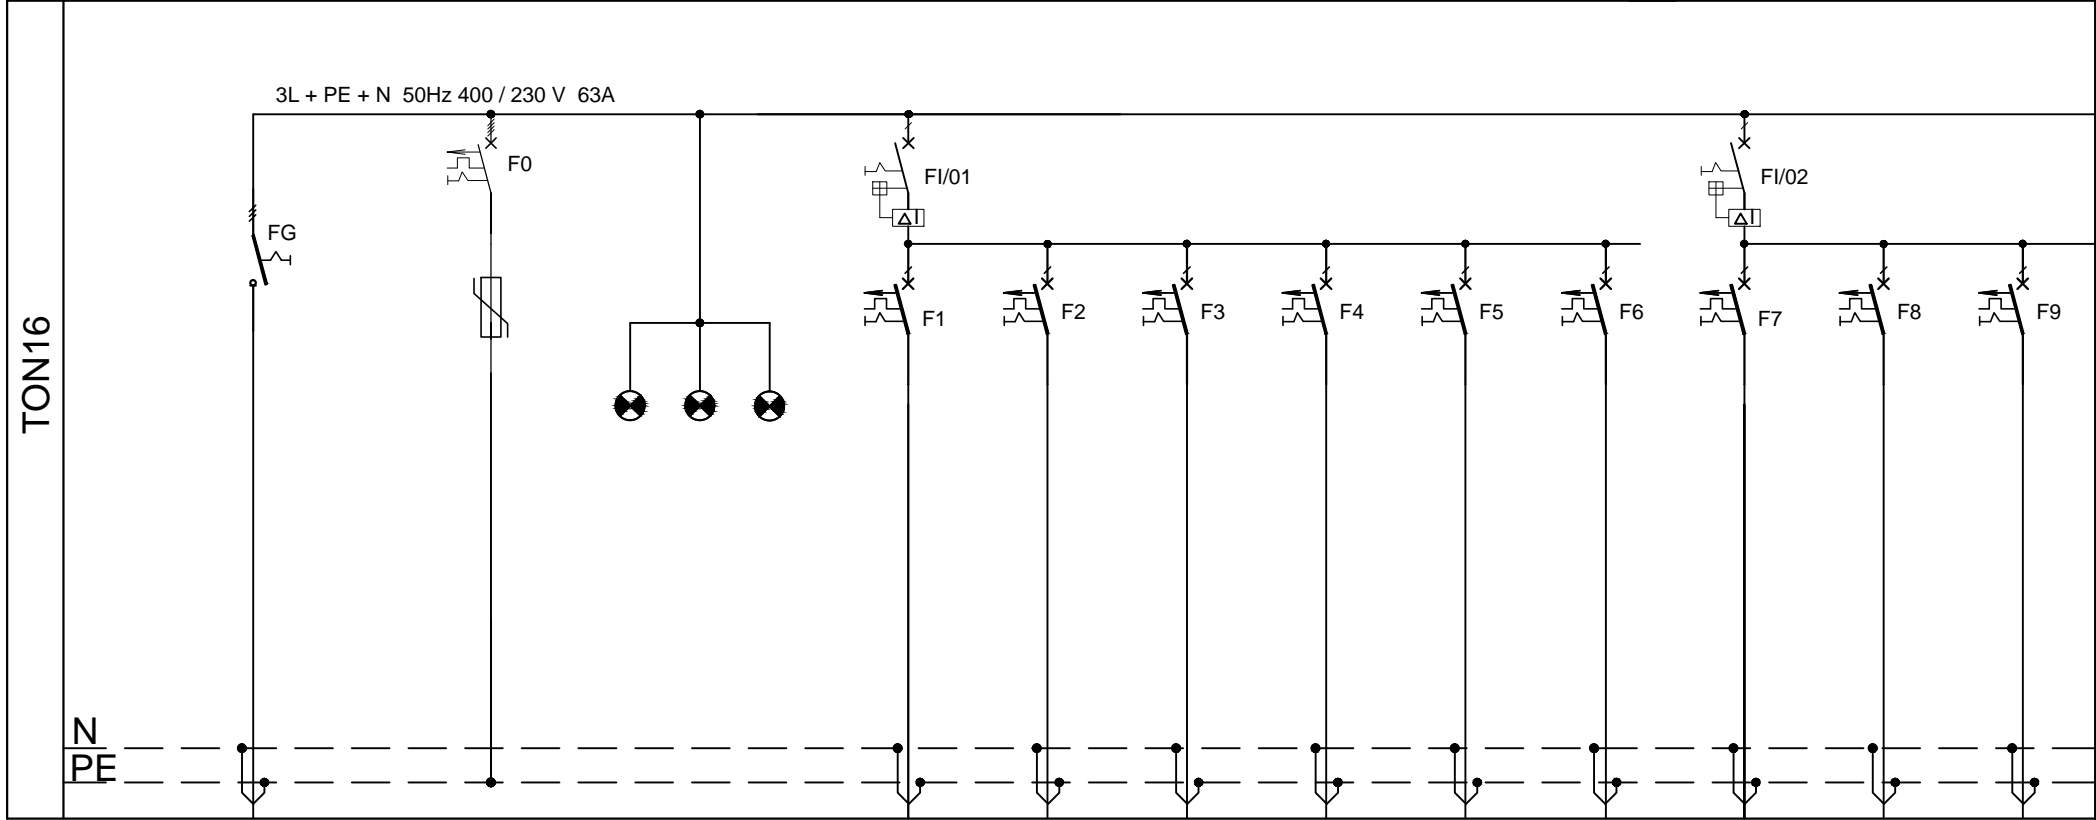 3L + PE + N 50Hz 400 / 230 V 63A
F0
FI/01
FI/02
FG
F1
F2
F3
F4
F5
F6
F7
F8
F9
TON16
N
PE